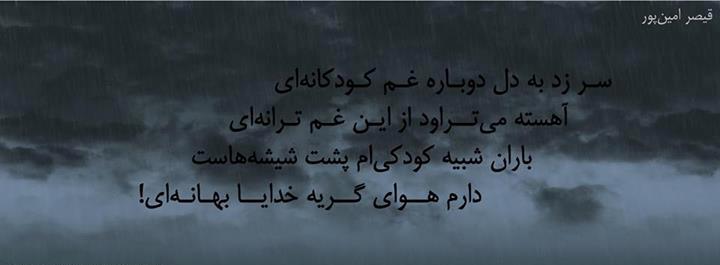 قیصر امین‌پور
سر زد به دل دوباره غم کودکانه‌ای
آهسته می‌تراود از این غم ترانه‌ای
باران شبیه کودکی‌ام پشت شیشه‌هاست
دارم هوای گریه خدایا بهانه‌ای!